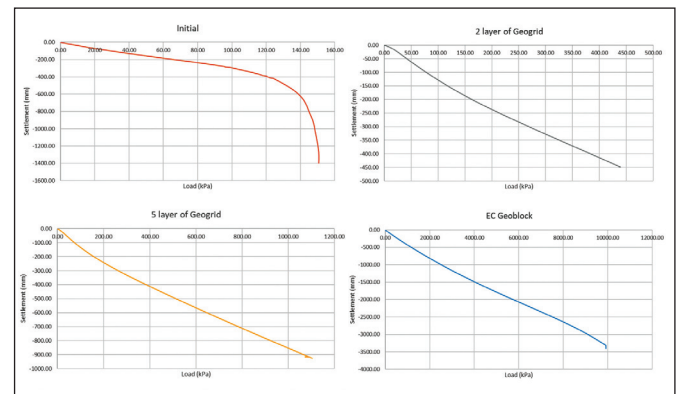 Initial
0.00 20.00 40.00 60.00 80.00 100.00 120.00 140.00 160.00
0.00
-200.00
-400.00
-600.00
-800.00
-1000.00
-1200.00
-1400.00
-1600.00
Settlement (mm)
Load (kPa)
2 layer of Geogrid
0.00 50.00 100.00 150.00 200.00 250.00 300.00 350.00 400.00 450.00 500.00
0.00
-50.00
-100.00
-150.00
-200.00
-250.00
-300.00
-350.00
-400.00
-450.00
-500.00
Settlement (mm)
Load (kPa)
5 layer of Geogrid
0.00 200.00 400.00 600.00 800.00 1000.00 1200.00
0.00
-100.00
-200.00
-300.00
-400.00
-500.00
-600.00
-700.00
-800.00
-900.00
-1000.00
Settlement (mm)
Load (kPa)
EC Geoblock
0.00 2000.00 4000.00 6000.00 8000.00 10000.00 12000.00
0.00
-500.00
-1000.00
-1500.00
-2000.00
-2500.00
-3000.00
-3500.00
-4000.00
Settlement (mm)
Load (kPa)